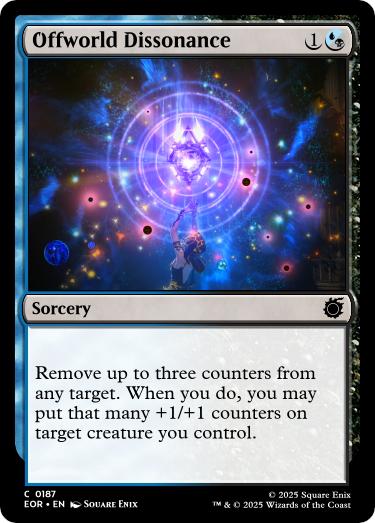 Offworld Dissonance 1
Sorcery
Remove up to three counters from
any target. When you do, you may
put that many +1/+1 counters on
target creature you control.
C 0187 © 2025 Square Enix
EOR • EN Square Enix ™ & © 2025 Wizards of the Coast